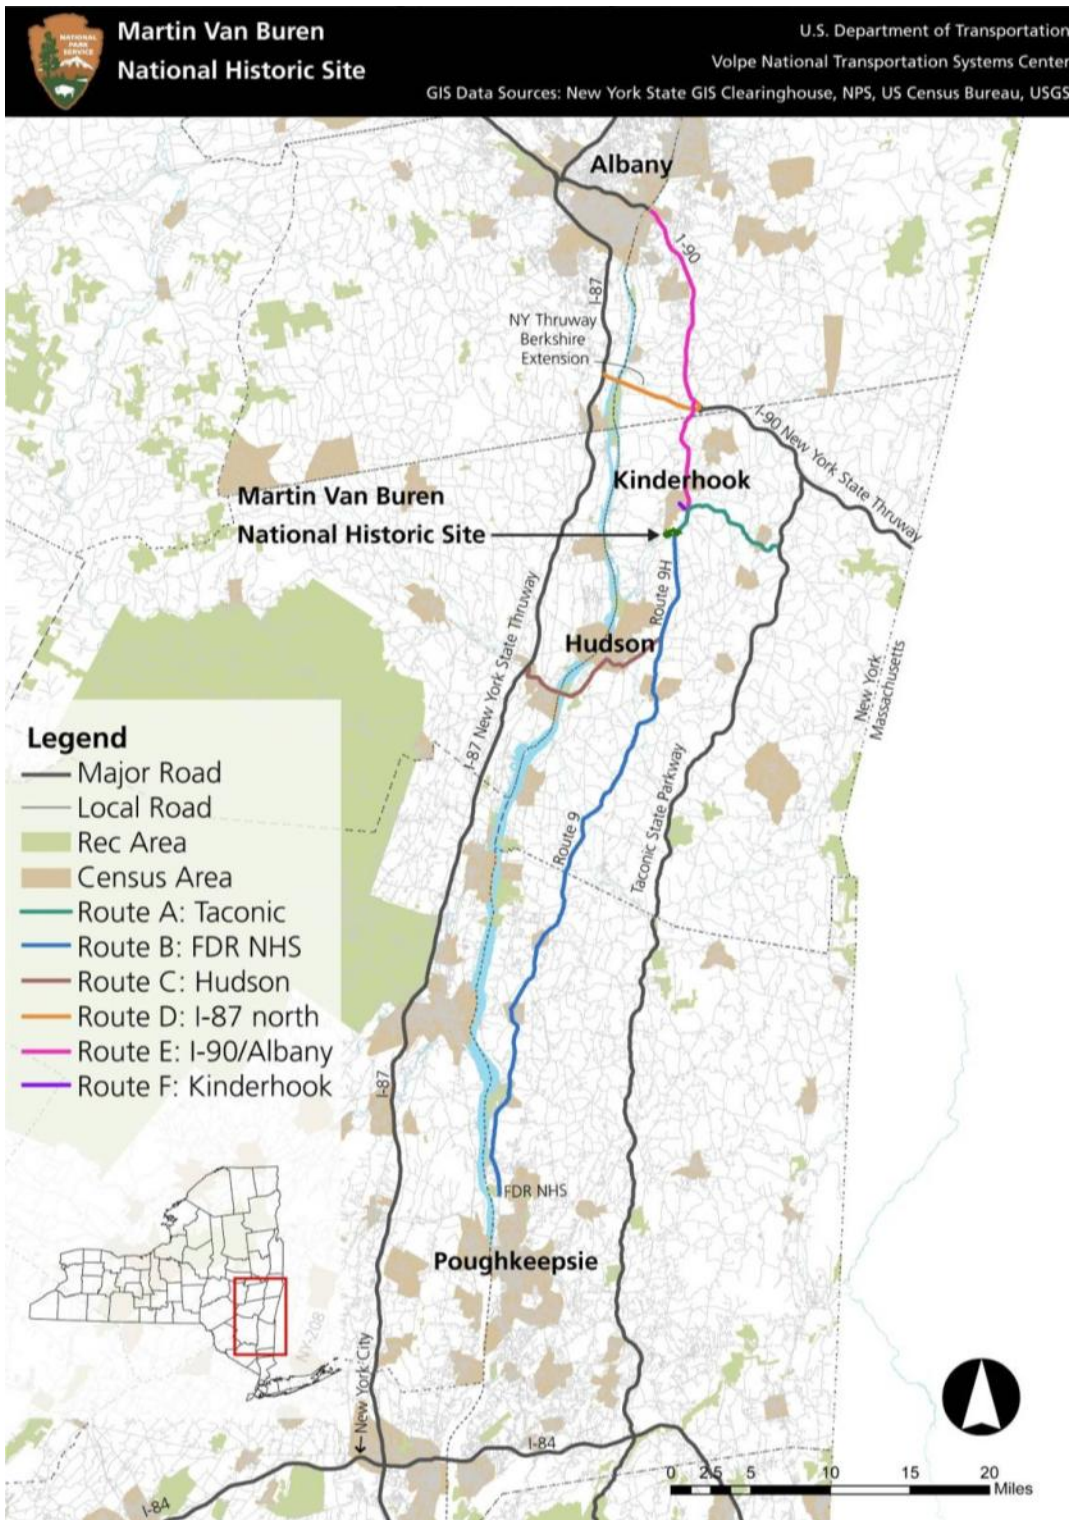 NATIONAL
PARK
SERVICE
Martin Van Buren
National Historic Site
U.S. Department of Transportation
Volpe National Transportation Systems Center
GIS Data Sources: New York State GIS Clearinghouse, NPS, US Census Bureau, USGS
Albany
I-90
I-87
NY Thruway
Berkshire
Extension
I-90 New York State Thruway
Kinderhook
Martin Van Buren
National Historic Site
Route 9H
Hudson
I-87 New York State Thruway
New York
Massachusetts
Legend
Major Road
Local Road
Rec Area
Census Area
Route A: Taconic
Route B: FDR NHS
Route C: Hudson
Route D: I-87 north
Route E: I-90/Albany
Route F: Kinderhook
Taconic State Parkway
Route 9
I-87
FDR NHS
Poughkeepsie
NY-208
New York City
I-84
I-84
0 2.5 5 10 15 20
Miles